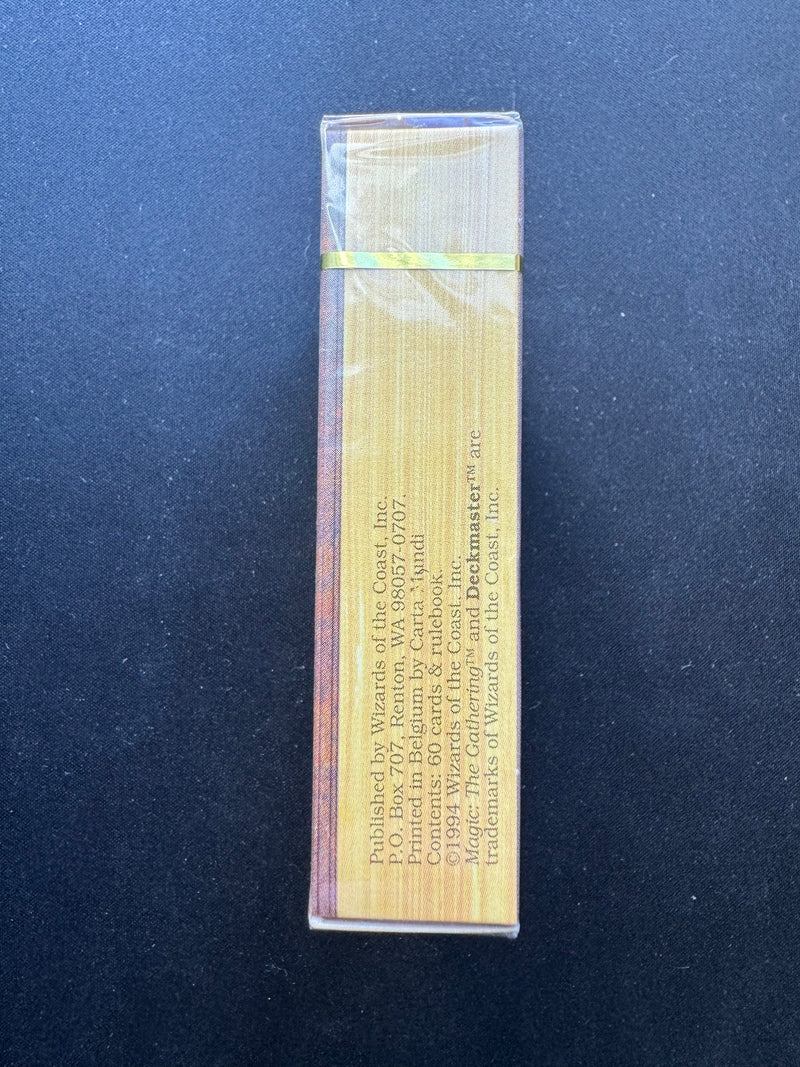 Published by Wizards of the Coast, Inc.
P.O. Box 707, Renton, WA 98057-0707.
Printed in Belgium by Carta Mundi
Contents: 60 cards & rulebook.
©1994 Wizards of the Coast, Inc.
Magic: The Gathering™ and Deckmaster™ are
trademarks of Wizards of the Coast, Inc.